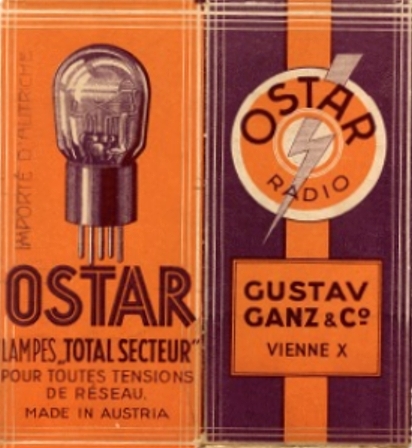 IMPORTÉ D'AUTRCHE
OSTAR
LAMPES „TOTAL SECTEUR"
POUR TOUTES TENSIONS
DE RÉSEAU.
MADE IN AUSTRIA
OSTAR
RADIO
GUSTAV
GANZ & Cº
VIENNE X